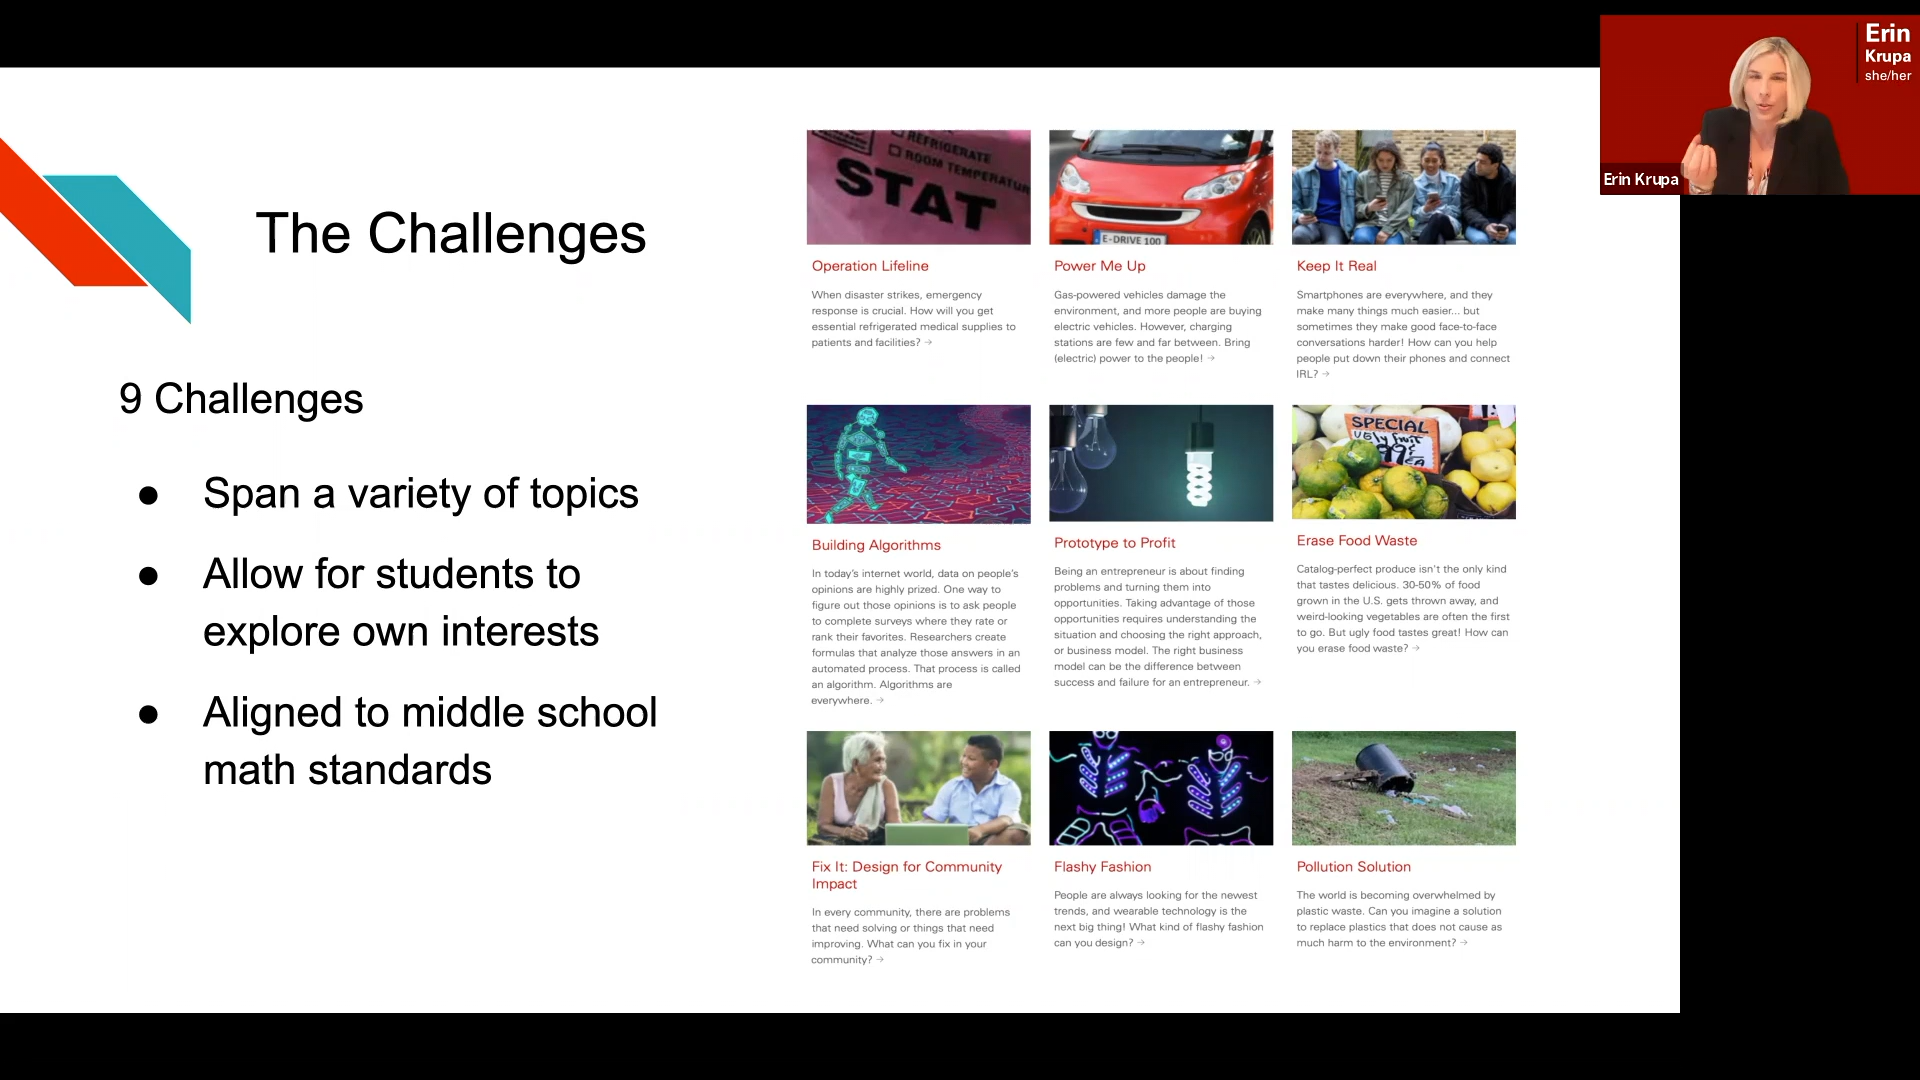 Erin
Krupa
she/her
Erin Krupa
The Challenges
9 Challenges
● Span a variety of topics
● Allow for students to
explore own interests
● Aligned to middle school
math standards
REFRIGERATE
ROOM TEMPERATUR
STAT
Operation Lifeline
When disaster strikes, emergency
response is crucial. How will you get
essential refrigerated medical supplies to
patients and facilities? →
E-DRIVE 100
Power Me Up
Gas-powered vehicles damage the
environment, and more people are buying
electric vehicles. However, charging
stations are few and far between. Bring
(electric) power to the people! →
Keep It Real
Smartphones are everywhere, and they
make many things much easier... but
sometimes they make good face-to-face
conversations harder! How can you help
people put down their phones and connect
IRL? →
Building Algorithms
In today's internet world, data on people's
opinions are highly prized. One way to
figure out those opinions is to ask people
to complete surveys where they rate or
rank their favorites. Researchers create
formulas that analyze those answers in an
automated process. That process is called
an algorithm. Algorithms are
everywhere. →
Prototype to Profit
Being an entrepreneur is about finding
problems and turning them into
opportunities. Taking advantage of those
opportunities requires understanding the
situation and choosing the right approach,
or business model. The right business
model can be the difference between
success and failure for an entrepreneur. →
SPECIAL
Ugly fruit
99¢
EA
Erase Food Waste
Catalog-perfect produce isn't the only kind
that tastes delicious. 30-50% of food
grown in the U.S. gets thrown away, and
weird-looking vegetables are often the first
to go. But ugly food tastes great! How can
you erase food waste? →
Fix It: Design for Community
Impact
In every community, there are problems
that need solving or things that need
improving. What can you fix in your
community? →
Flashy Fashion
People are always looking for the newest
trends, and wearable technology is the
next big thing! What kind of flashy fashion
can you design? →
Pollution Solution
The world is becoming overwhelmed by
plastic waste. Can you imagine a solution
to replace plastics that does not cause as
much harm to the environment? →